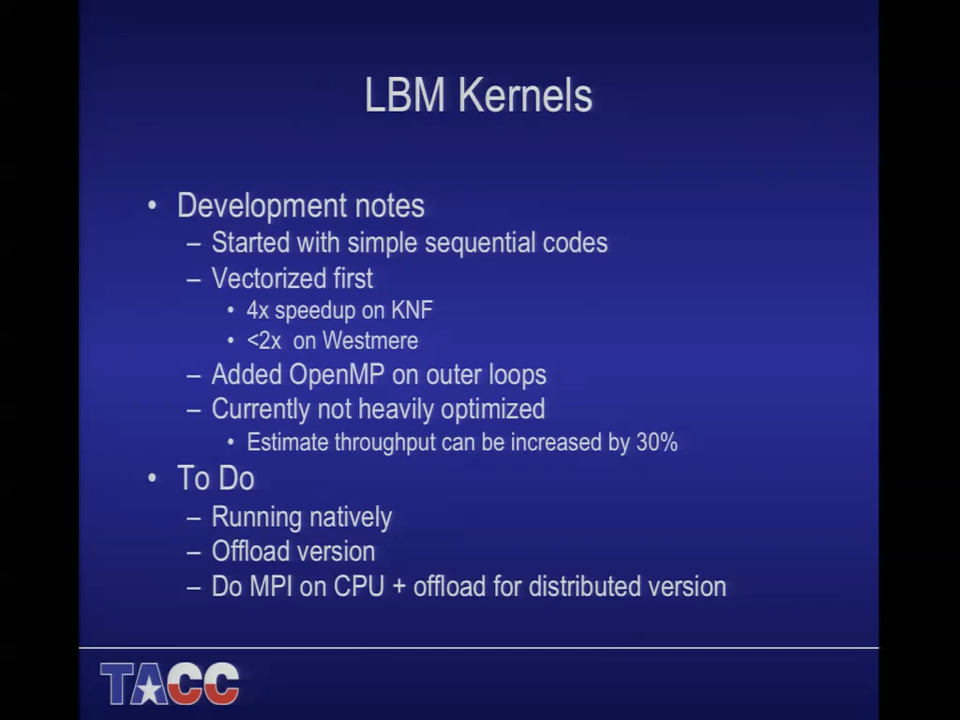 LBM Kernels
• Development notes
– Started with simple sequential codes
– Vectorized first
• 4x speedup on KNF
• <2x on Westmere
– Added OpenMP on outer loops
– Currently not heavily optimized
• Estimate throughput can be increased by 30%
• To Do
– Running natively
– Offload version
– Do MPI on CPU + offload for distributed version
TACC